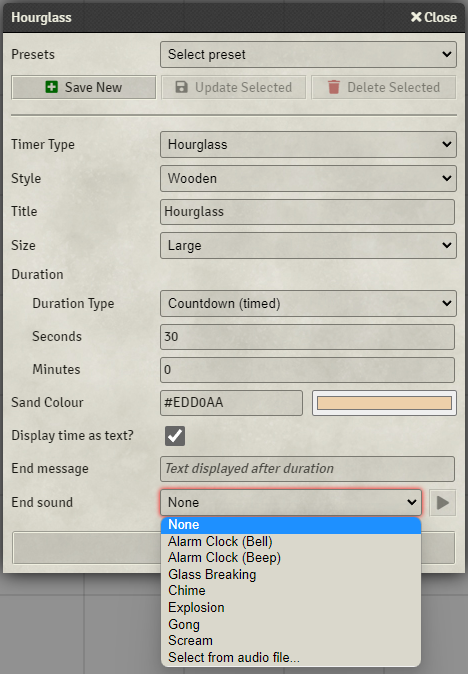 Hourglass Close
Presets Select preset
Save New Update Selected Delete Selected
Timer Type Hourglass
Style Wooden
Title Hourglass
Size Large
Duration
Duration Type Countdown (timed)
Seconds 30
Minutes 0
Sand Colour #EDD0AA
Display time as text?
End message Text displayed after duration
End sound None
None
Alarm Clock (Bell)
Alarm Clock (Beep)
Glass Breaking
Chime
Explosion
Gong
Scream
Select from audio file...